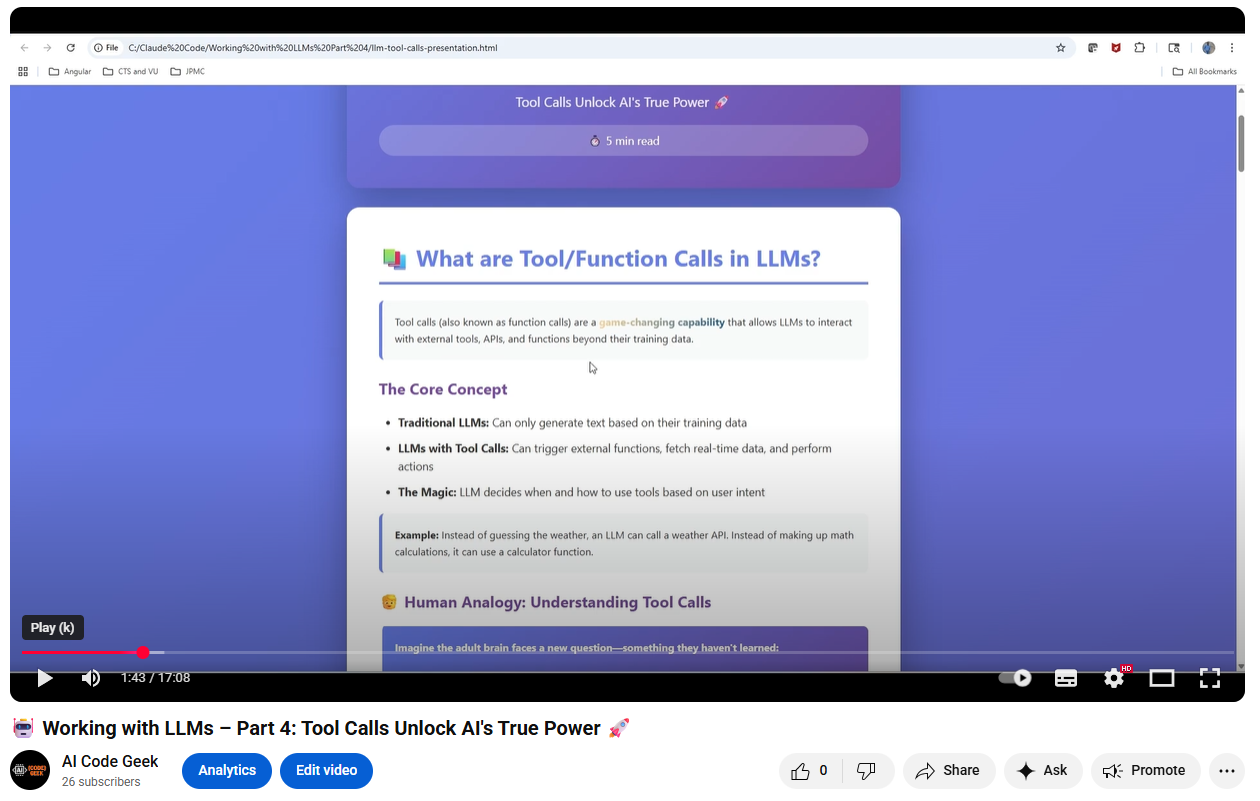 File
C:/Claude%20Code/Working%20with%20LLMs%20Part%204/llm-tool-calls-presentation.html
Angular
CTS and VU
JPMC
All Bookmarks
Tool Calls Unlock AI's True Power 🚀
⏱ 5 min read
📚 What are Tool/Function Calls in LLMs?
Tool calls (also known as function calls) are a game-changing capability that allows LLMs to interact
with external tools, APIs, and functions beyond their training data.
The Core Concept
• Traditional LLMs: Can only generate text based on their training data
• LLMs with Tool Calls: Can trigger external functions, fetch real-time data, and perform
actions
• The Magic: LLM decides when and how to use tools based on user intent
Example: Instead of guessing the weather, an LLM can call a weather API. Instead of making up math
calculations, it can use a calculator function.
Human Analogy: Understanding Tool Calls
Imagine the adult brain faces a new question—something they haven't learned:
Play (k)
1:43 / 17:08
HD
🤖 Working with LLMs – Part 4: Tool Calls Unlock AI's True Power 🚀
AI CODE GEEK
AI Code Geek
26 subscribers
Analytics
Edit video
0
Share
Ask
Promote